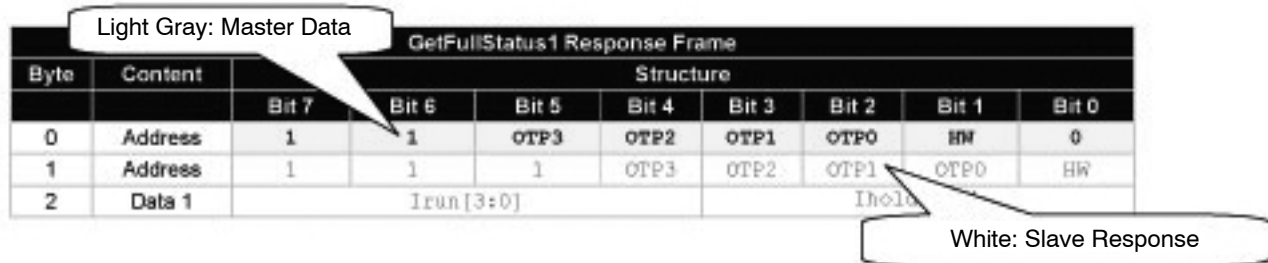 Light Gray: Master Data
GetFullStatus1 Response Frame
Byte Content Structure
Bit 7 Bit 6 Bit 5 Bit 4 Bit 3 Bit 2 Bit 1 Bit 0
0 Address 1 1 OTP3 OTP2 OTP1 OTP0 HW 0
1 Address 1 1 1 OTP3 OTP2 OTP1 OTP0 HW
2 Data 1 Irun[3:0]
White: Slave Response